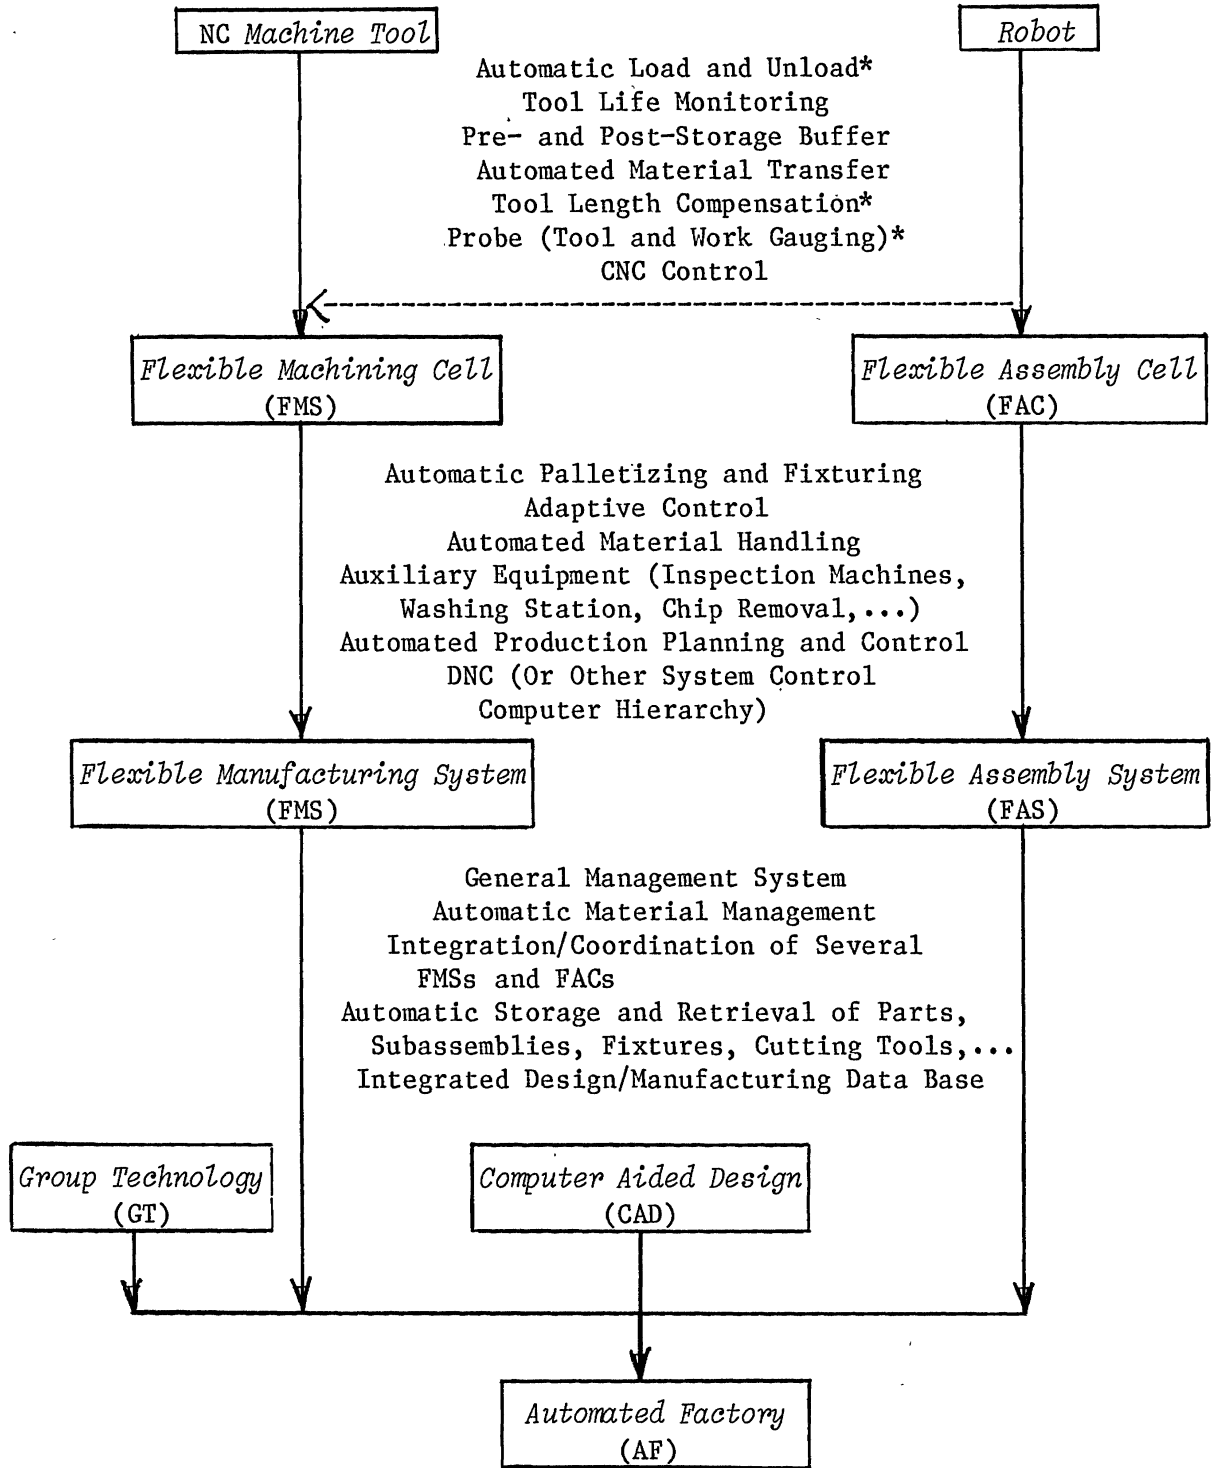 NC Machine Tool
Robot
Automatic Load and Unload*
Tool Life Monitoring
Pre- and Post-Storage Buffer
Automated Material Transfer
Tool Length Compensation*
Probe (Tool and Work Gauging)*
CNC Control
Flexible Machining Cell
(FMS)
Flexible Assembly Cell
(FAC)
Automatic Palletizing and Fixturing
Adaptive Control
Automated Material Handling
Auxiliary Equipment (Inspection Machines,
Washing Station, Chip Removal,...)
Automated Production Planning and Control
DNC (Or Other System Control
Computer Hierarchy)
Flexible Manufacturing System
(FMS)
Flexible Assembly System
(FAS)
General Management System
Automatic Material Management
Integration/Coordination of Several
FMSs and FACs
Automatic Storage and Retrieval of Parts,
Subassemblies, Fixtures, Cutting Tools,...
Integrated Design/Manufacturing Data Base
Group Technology
(GT)
Computer Aided Design
(CAD)
Automated Factory
(AF)